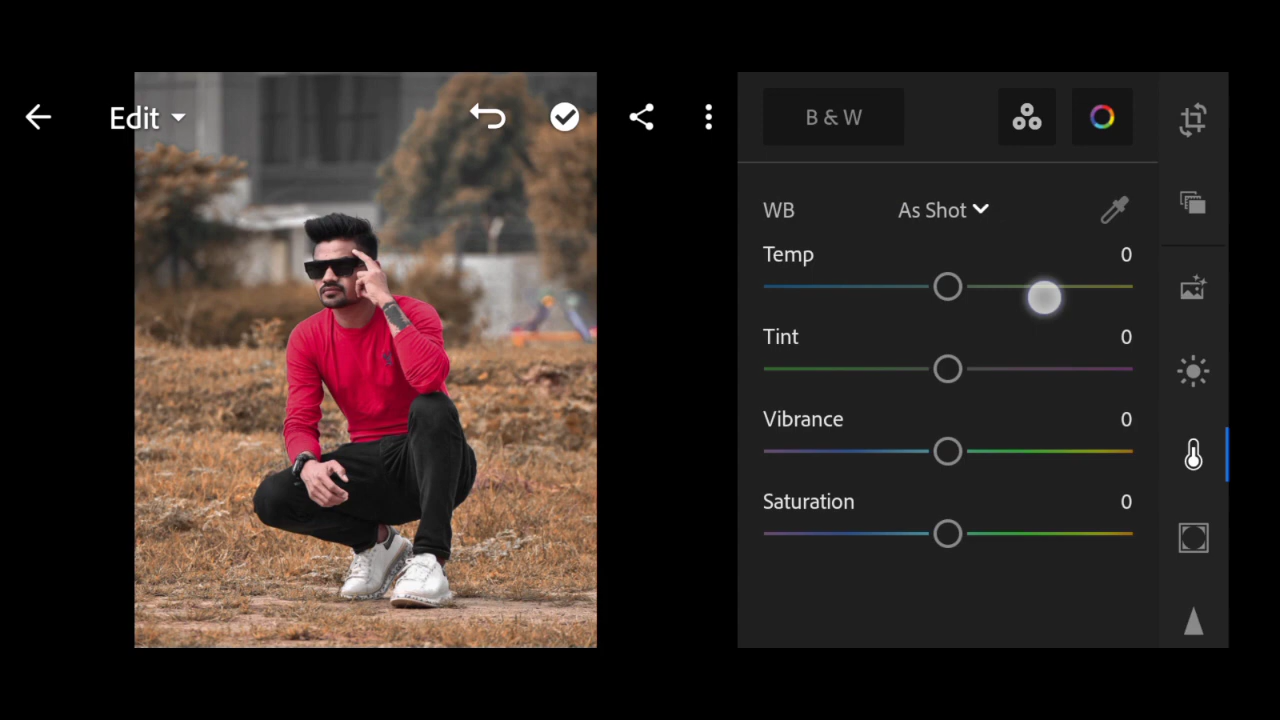 Edit
B & W
WB As Shot
Temp 0
Tint 0
Vibrance 0
Saturation 0